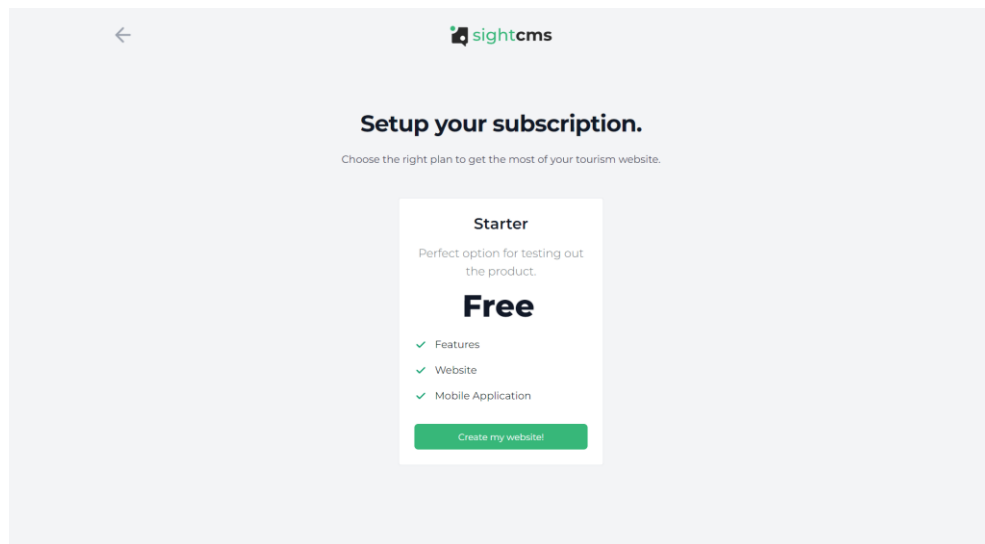 sightcms
Setup your subscription.
Choose the right plan to get the most of your tourism website.
Starter
Perfect option for testing out
the product.
Free
Features
Website
Mobile Application
Create my website!